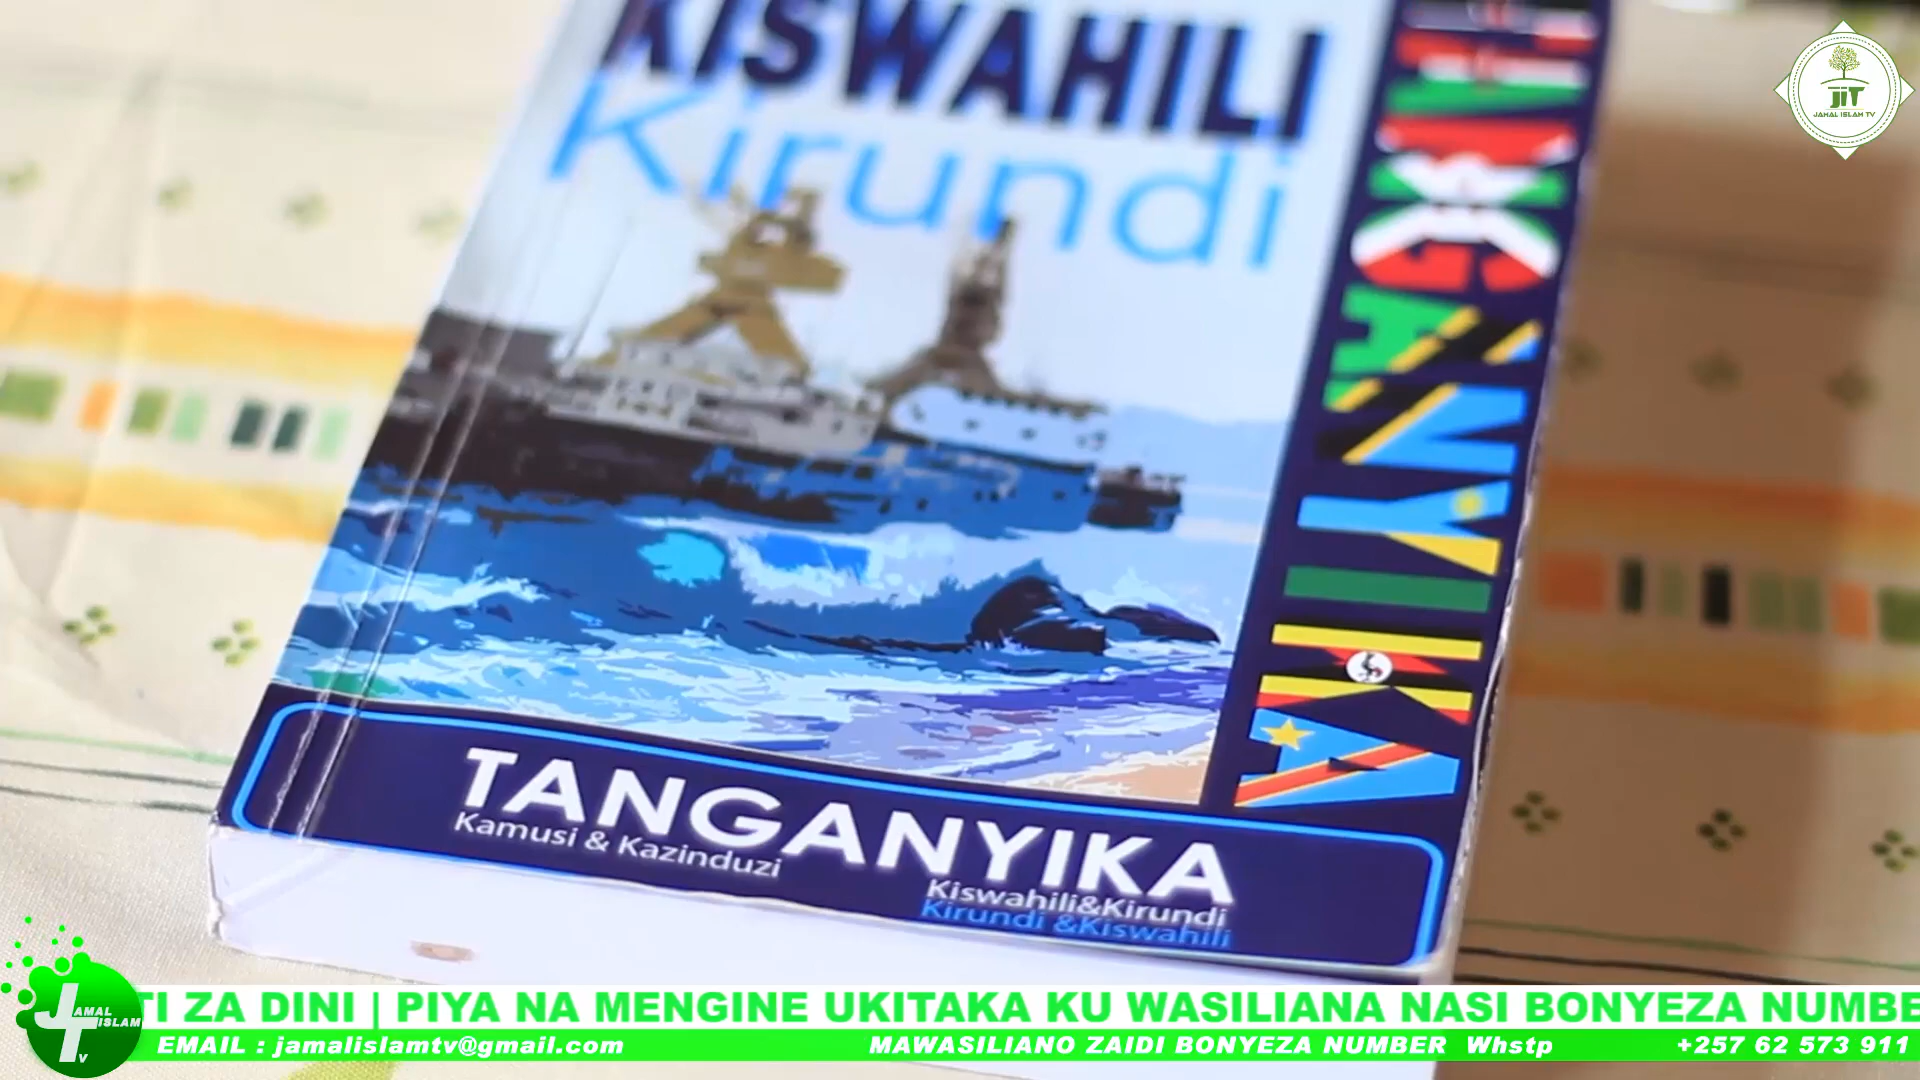 KISWAHILI
Kirundi
TANGANYIKA
TANGANYIKA
Kamusi & Kazinduzi
Kiswahili&Kirundi
Kirundi &Kiswahili
JiT
JAMAL ISLAM TV
JAMAL
ISLAM
TV
TI ZA DINI | PIYA NA MENGINE UKITAKA KU WASILIANA NASI BONYEZA NUMBE
EMAIL : jamalislamtv@gmail.com MAWASILIANO ZAIDI BONYEZA NUMBER Whstp +257 62 573 911